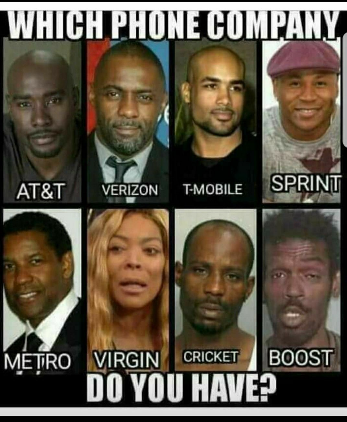 WHICH PHONE COMPANY
AT&T
VERIZON
T-MOBILE
SPRINT
METRO
VIRGIN
CRICKET
BOOST
DO YOU HAVE?